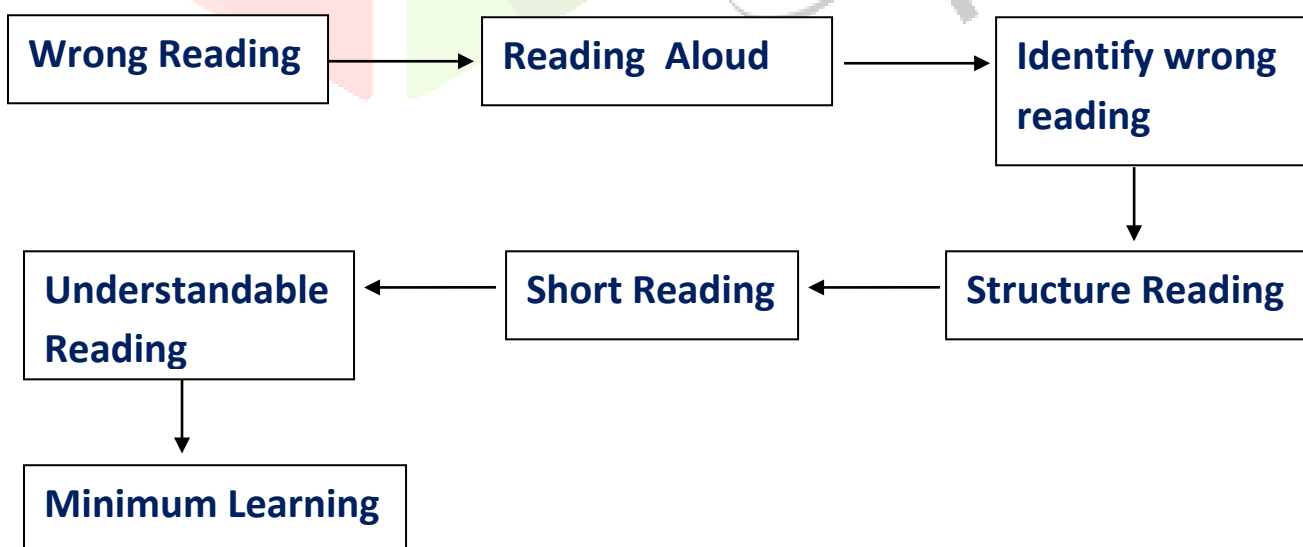 Wrong Reading
Reading Aloud
Identify wrong
reading
Structure Reading
Short Reading
Understandable
Reading
Minimum Learning